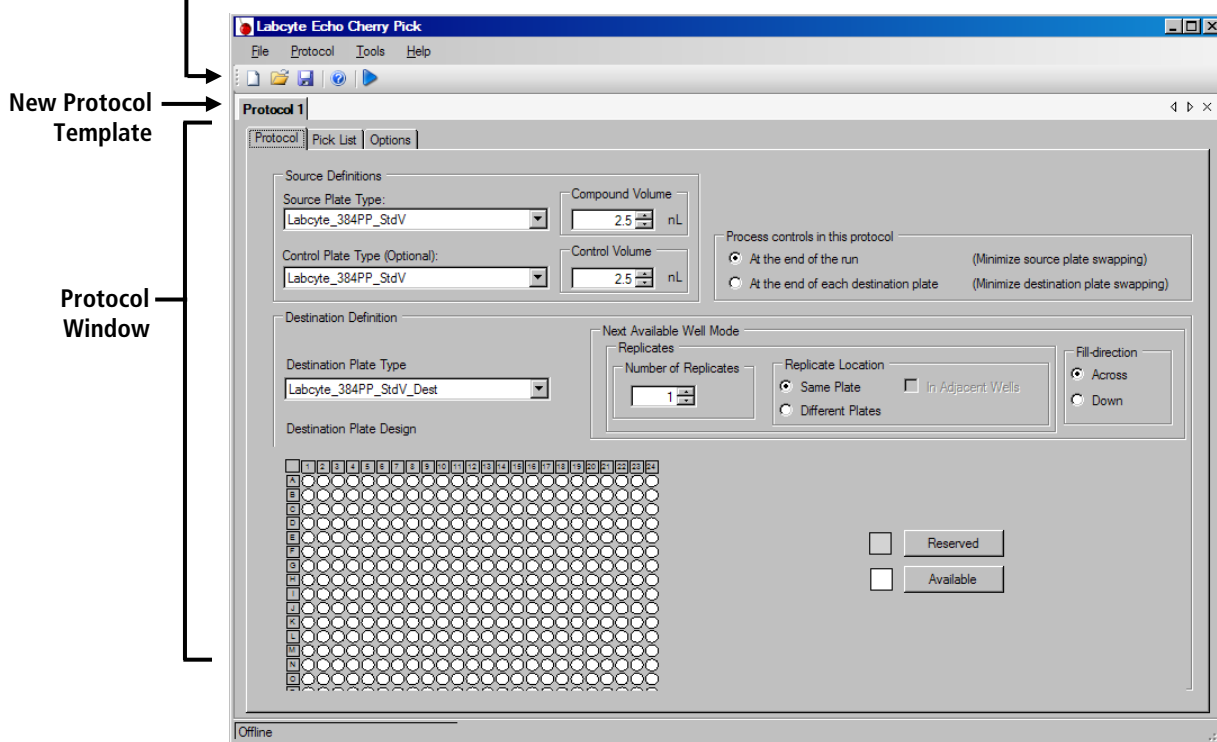 Labcyte Echo Cherry Pick
File Protocol Tools Help
New Protocol
Template
Protocol 1
Protocol Pick List Options
Source Definitions
Source Plate Type:
Labcyte_384PP_StdV
Compound Volume
2.5 nL
Control Plate Type (Optional):
Labcyte_384PP_StdV
Control Volume
2.5 nL
Process controls in this protocol
At the end of the run (Minimize source plate swapping)
At the end of each destination plate (Minimize destination plate swapping)
Protocol
Window
Destination Definition
Destination Plate Type
Labcyte_384PP_StdV_Dest
Destination Plate Design
Next Available Well Mode
Replicates
Number of Replicates
1
Replicate Location
Same Plate In Adjacent Wells
Different Plates
Fill-direction
Across
Down
1 2 3 4 5 6 7 8 9 10 11 12 13 14 15 16 17 18 19 20 21 22 23 24
A
B
C
D
E
F
G
H
I
J
K
L
M
N
O
Reserved
Available
Offline